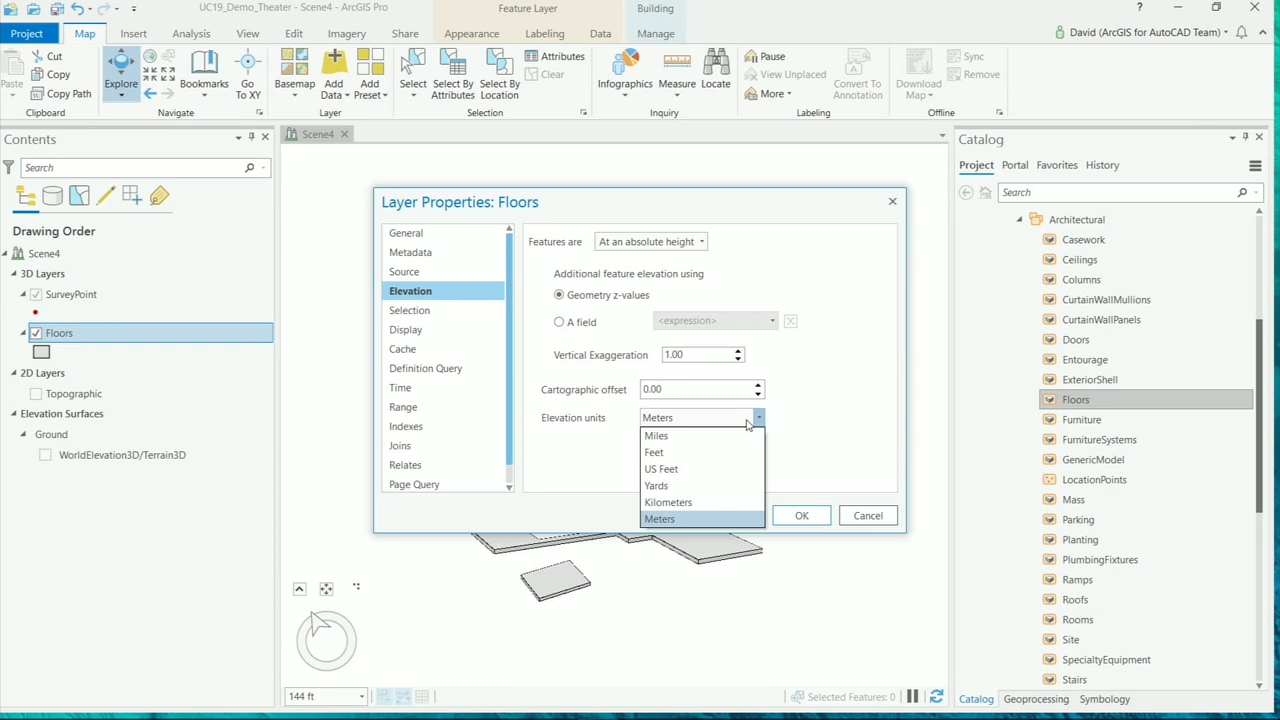 UC19_Demo_Theater - Scene4 - ArcGIS Pro
Feature Layer
Building
?
Project
Map
Insert
Analysis
View
Edit
Imagery
Share
Appearance
Labeling
Data
Manage
David (ArcGIS for AutoCAD Team)
Paste
Cut
Copy
Copy Path
Clipboard
Explore
Bookmarks
Go
To XY
Navigate
Basemap
Add
Data
Add
Preset
Layer
Select
Select By
Attributes
Select By
Location
Attributes
Clear
Selection
Infographics
Measure
Locate
Inquiry
Pause
View Unplaced
More
Convert To
Annotation
Labeling
Download
Map
Sync
Remove
Offline
Contents
Search
Drawing Order
Scene4
3D Layers
SurveyPoint
Floors
2D Layers
Topographic
Elevation Surfaces
Ground
WorldElevation3D/Terrain3D
Scene4
Layer Properties: Floors
General
Metadata
Source
Elevation
Selection
Display
Cache
Definition Query
Time
Range
Indexes
Joins
Relates
Page Query
Features are At an absolute height
Additional feature elevation using
Geometry z-values
A field <expression>
Vertical Exaggeration 1.00
Cartographic offset 0.00
Elevation units Meters
Miles
Feet
US Feet
Yards
Kilometers
Meters
OK
Cancel
144 ft
Selected Features: 0
Catalog
Project Portal Favorites History
Search
Architectural
Casework
Ceilings
Columns
CurtainWallMullions
CurtainWallPanels
Doors
Entourage
ExteriorShell
Floors
Furniture
FurnitureSystems
GenericModel
LocationPoints
Mass
Parking
Planting
PlumbingFixtures
Ramps
Roofs
Rooms
Site
SpecialtyEquipment
Stairs
Catalog Geoprocessing Symbology